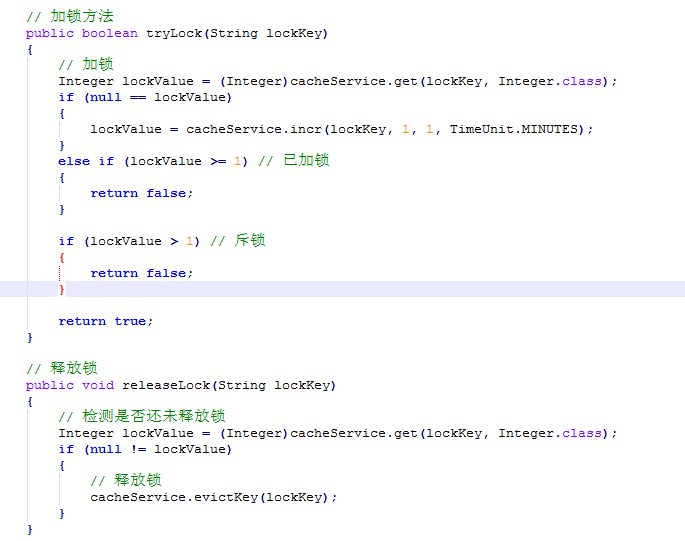 // 加锁方法
public boolean tryLock(String lockKey)
{
// 加锁
Integer lockValue = (Integer)cacheService.get(lockKey, Integer.class);
if (null == lockValue)
{
lockValue = cacheService.incr(lockKey, 1, 1, TimeUnit.MINUTES);
}
else if (lockValue >= 1) // 已加锁
{
return false;
}
if (lockValue > 1) // 斥锁
{
return false;
}
return true;
}
// 释放锁
public void releaseLock(String lockKey)
{
// 检测是否还未释放锁
Integer lockValue = (Integer)cacheService.get(lockKey, Integer.class);
if (null != lockValue)
{
// 释放锁
cacheService.evictKey(lockKey);
}
}